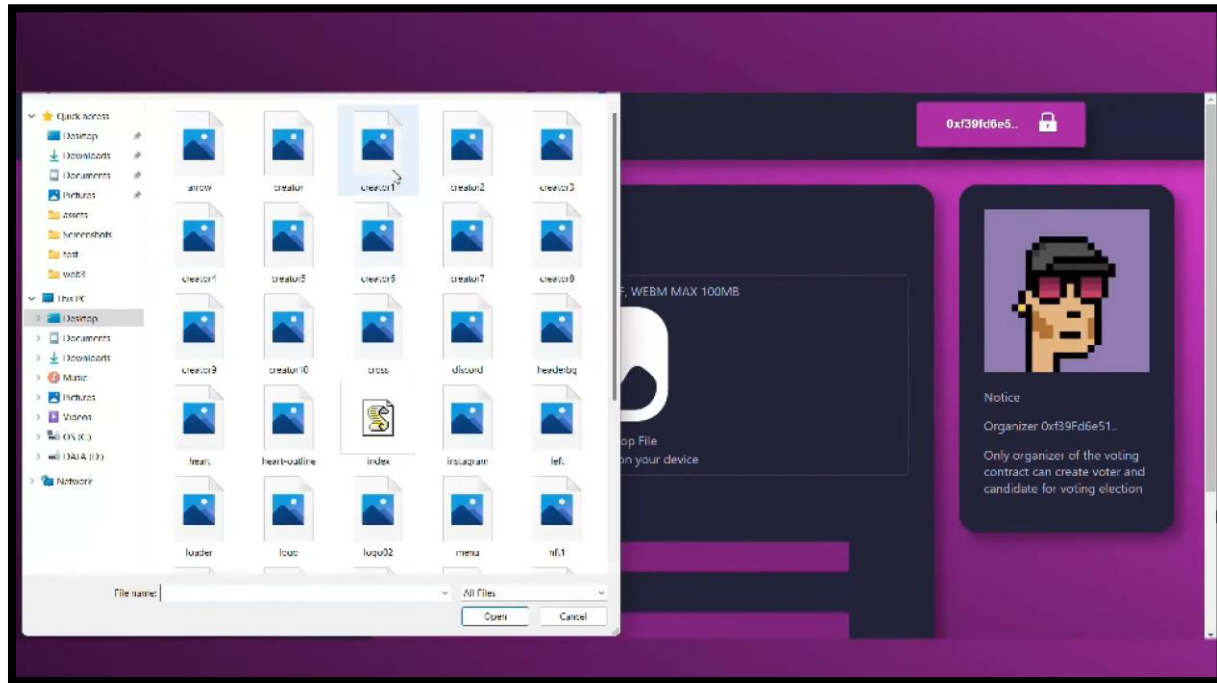 Quick access
Desktop
Downloads
Documents
Pictures
assets
Screenshots
test
web3
This PC
Desktop
Documents
Downloads
Music
Pictures
Videos
OS (C:)
DATA (D:)
Network
arrow creator creator1 creator2 creator3
creator4 creator5 creator6 creator7 creator8
creator9 creator10 cross discord headerbg
heart heart-outline index instagram left
loader logo logo02 menu nft1
File name: All Files
Open Cancel
0xf39fd6e5..
F, WEBM MAX 100MB
op File
on your device
Notice
Organizer 0xf39Fd6e51..
Only organizer of the voting
contract can create voter and
candidate for voting election